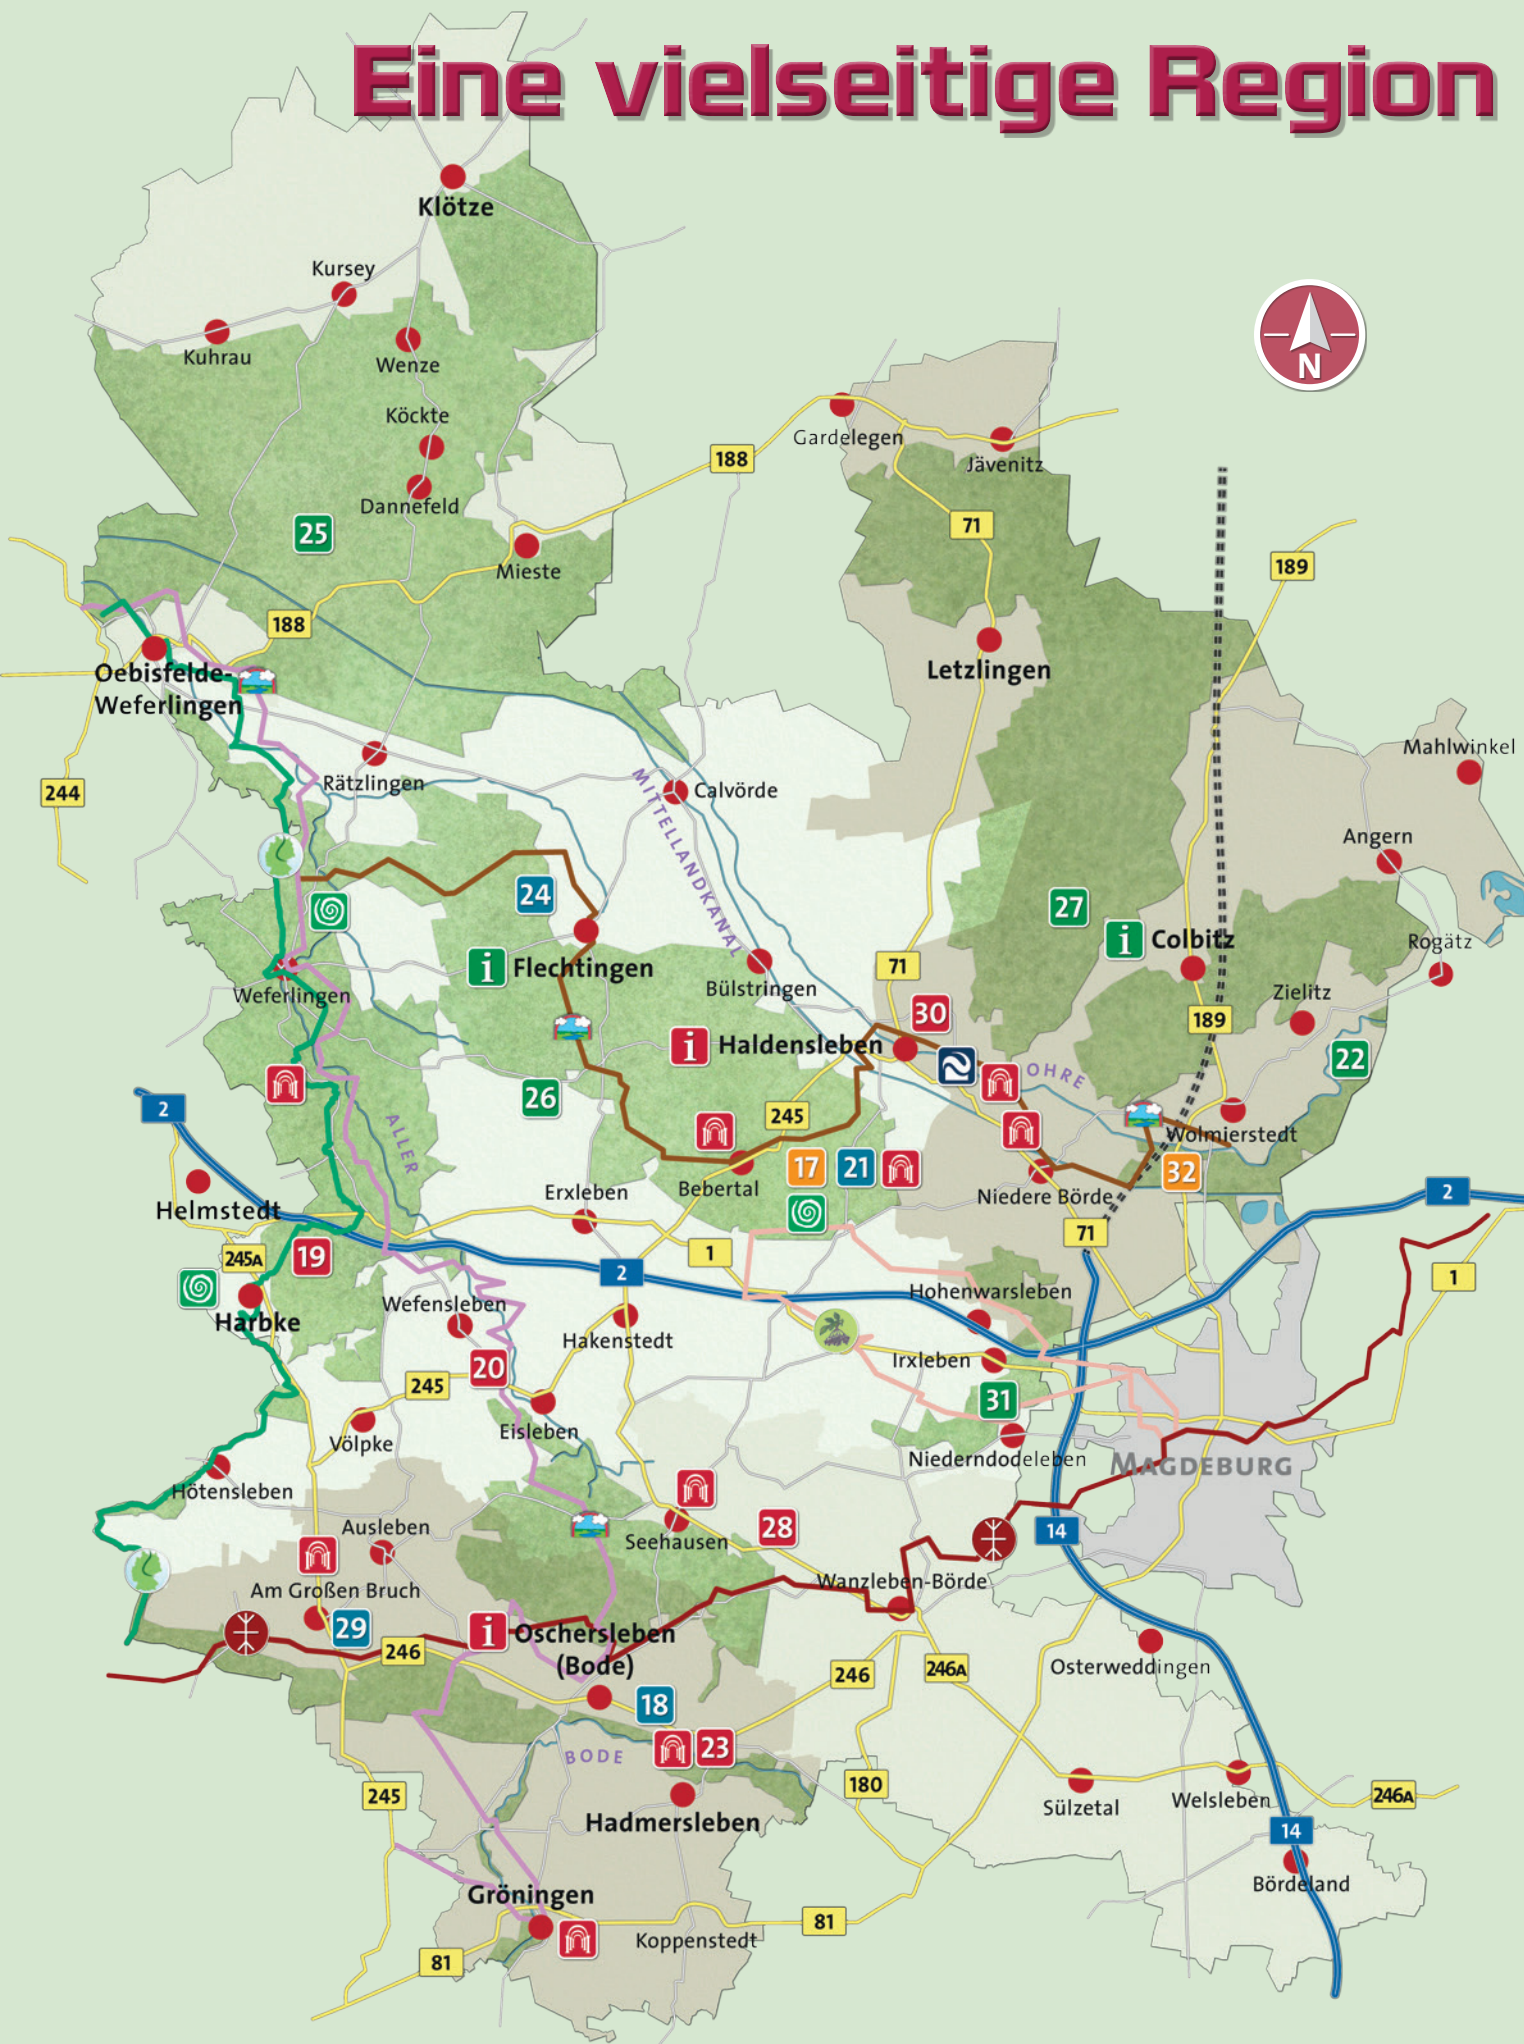 Eine vielseitige Region
Klötze
Kursey
Kuhrau
Wenze
Köckte
Dannefeld
25
Mieste
188
188
Gardelegen
Jävenitz
71
189
N
Oebisfelde-
Weferlingen
Letzlingen
244
Rätzlingen
Calvörde
MITTELLANDKANAL
Mahlwinkel
Angern
24
27
i Colbitz
Rogätz
i Flechtingen
71
Bülstringen
Zielitz
Weferlingen
30
189
i Haldensleben
22
OHRE
26
2
ALLER
245
Wolmierstedt
17
21
32
Bebertal
Niedere Börde
Helmstedt
Erxleben
2
71
245A
19
1
2
1
Harbke
Wefensleben
Hakenstedt
Hohenwarsleben
Irxleben
20
245
31
Eisleben
Völpke
Niederndodeleben
MAGDEBURG
Hötensleben
Ausleben
Seehausen
28
14
Am Großen Bruch
Wanzleben-Börde
29
i Oschersleben
(Bode)
246
246
246A
Osterweddingen
18
BODE
23
245
180
Sülzetal
Welsleben
246A
Hadmersleben
14
Bördeland
Gröningen
81
Koppenstedt
81